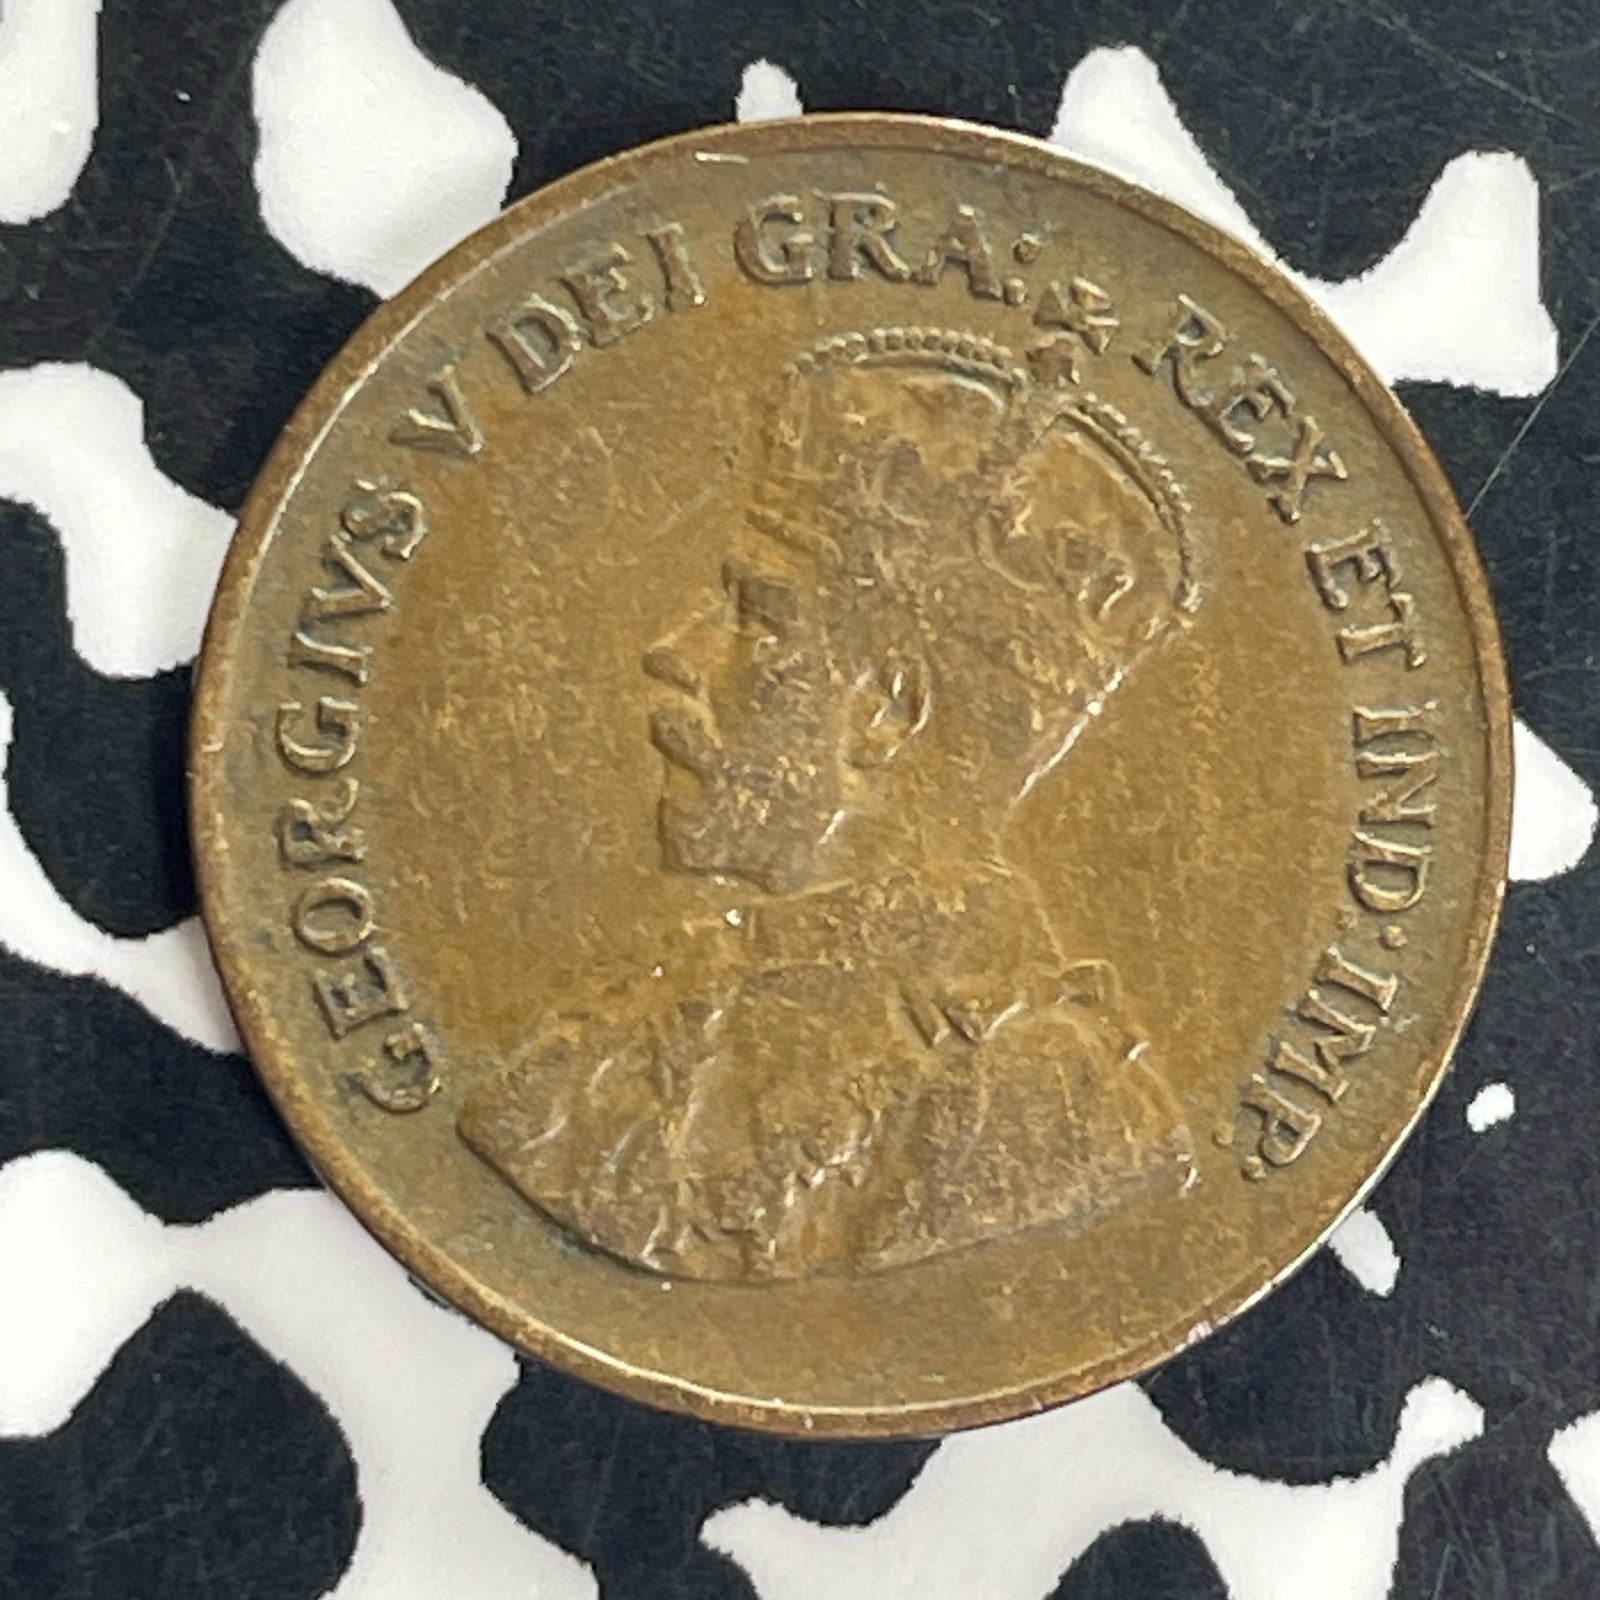 GEORGIVS V DEI GRA: REX ET IND: IMP.